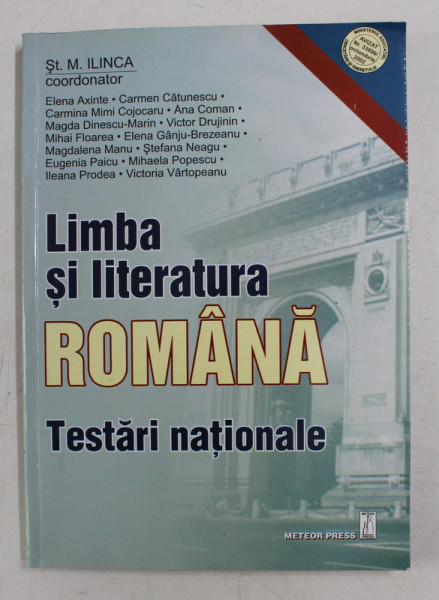 Şt. M. ILINCA
coordonator
Elena Axinte • Carmen Cătunescu •
Carmina Mimi Cojocaru • Ana Coman •
Magda Dinescu-Marin • Victor Drujinin •
Mihai Floarea • Elena Gânju-Brezeanu •
Magdalena Manu • Ştefana Neagu •
Eugenia Paicu • Mihaela Popescu •
Ileana Prodea • Victoria Vârtopeanu
AVIZAT
Limba
şi literatura
ROMÂNĂ
Testări naţionale
METEOR PRESS